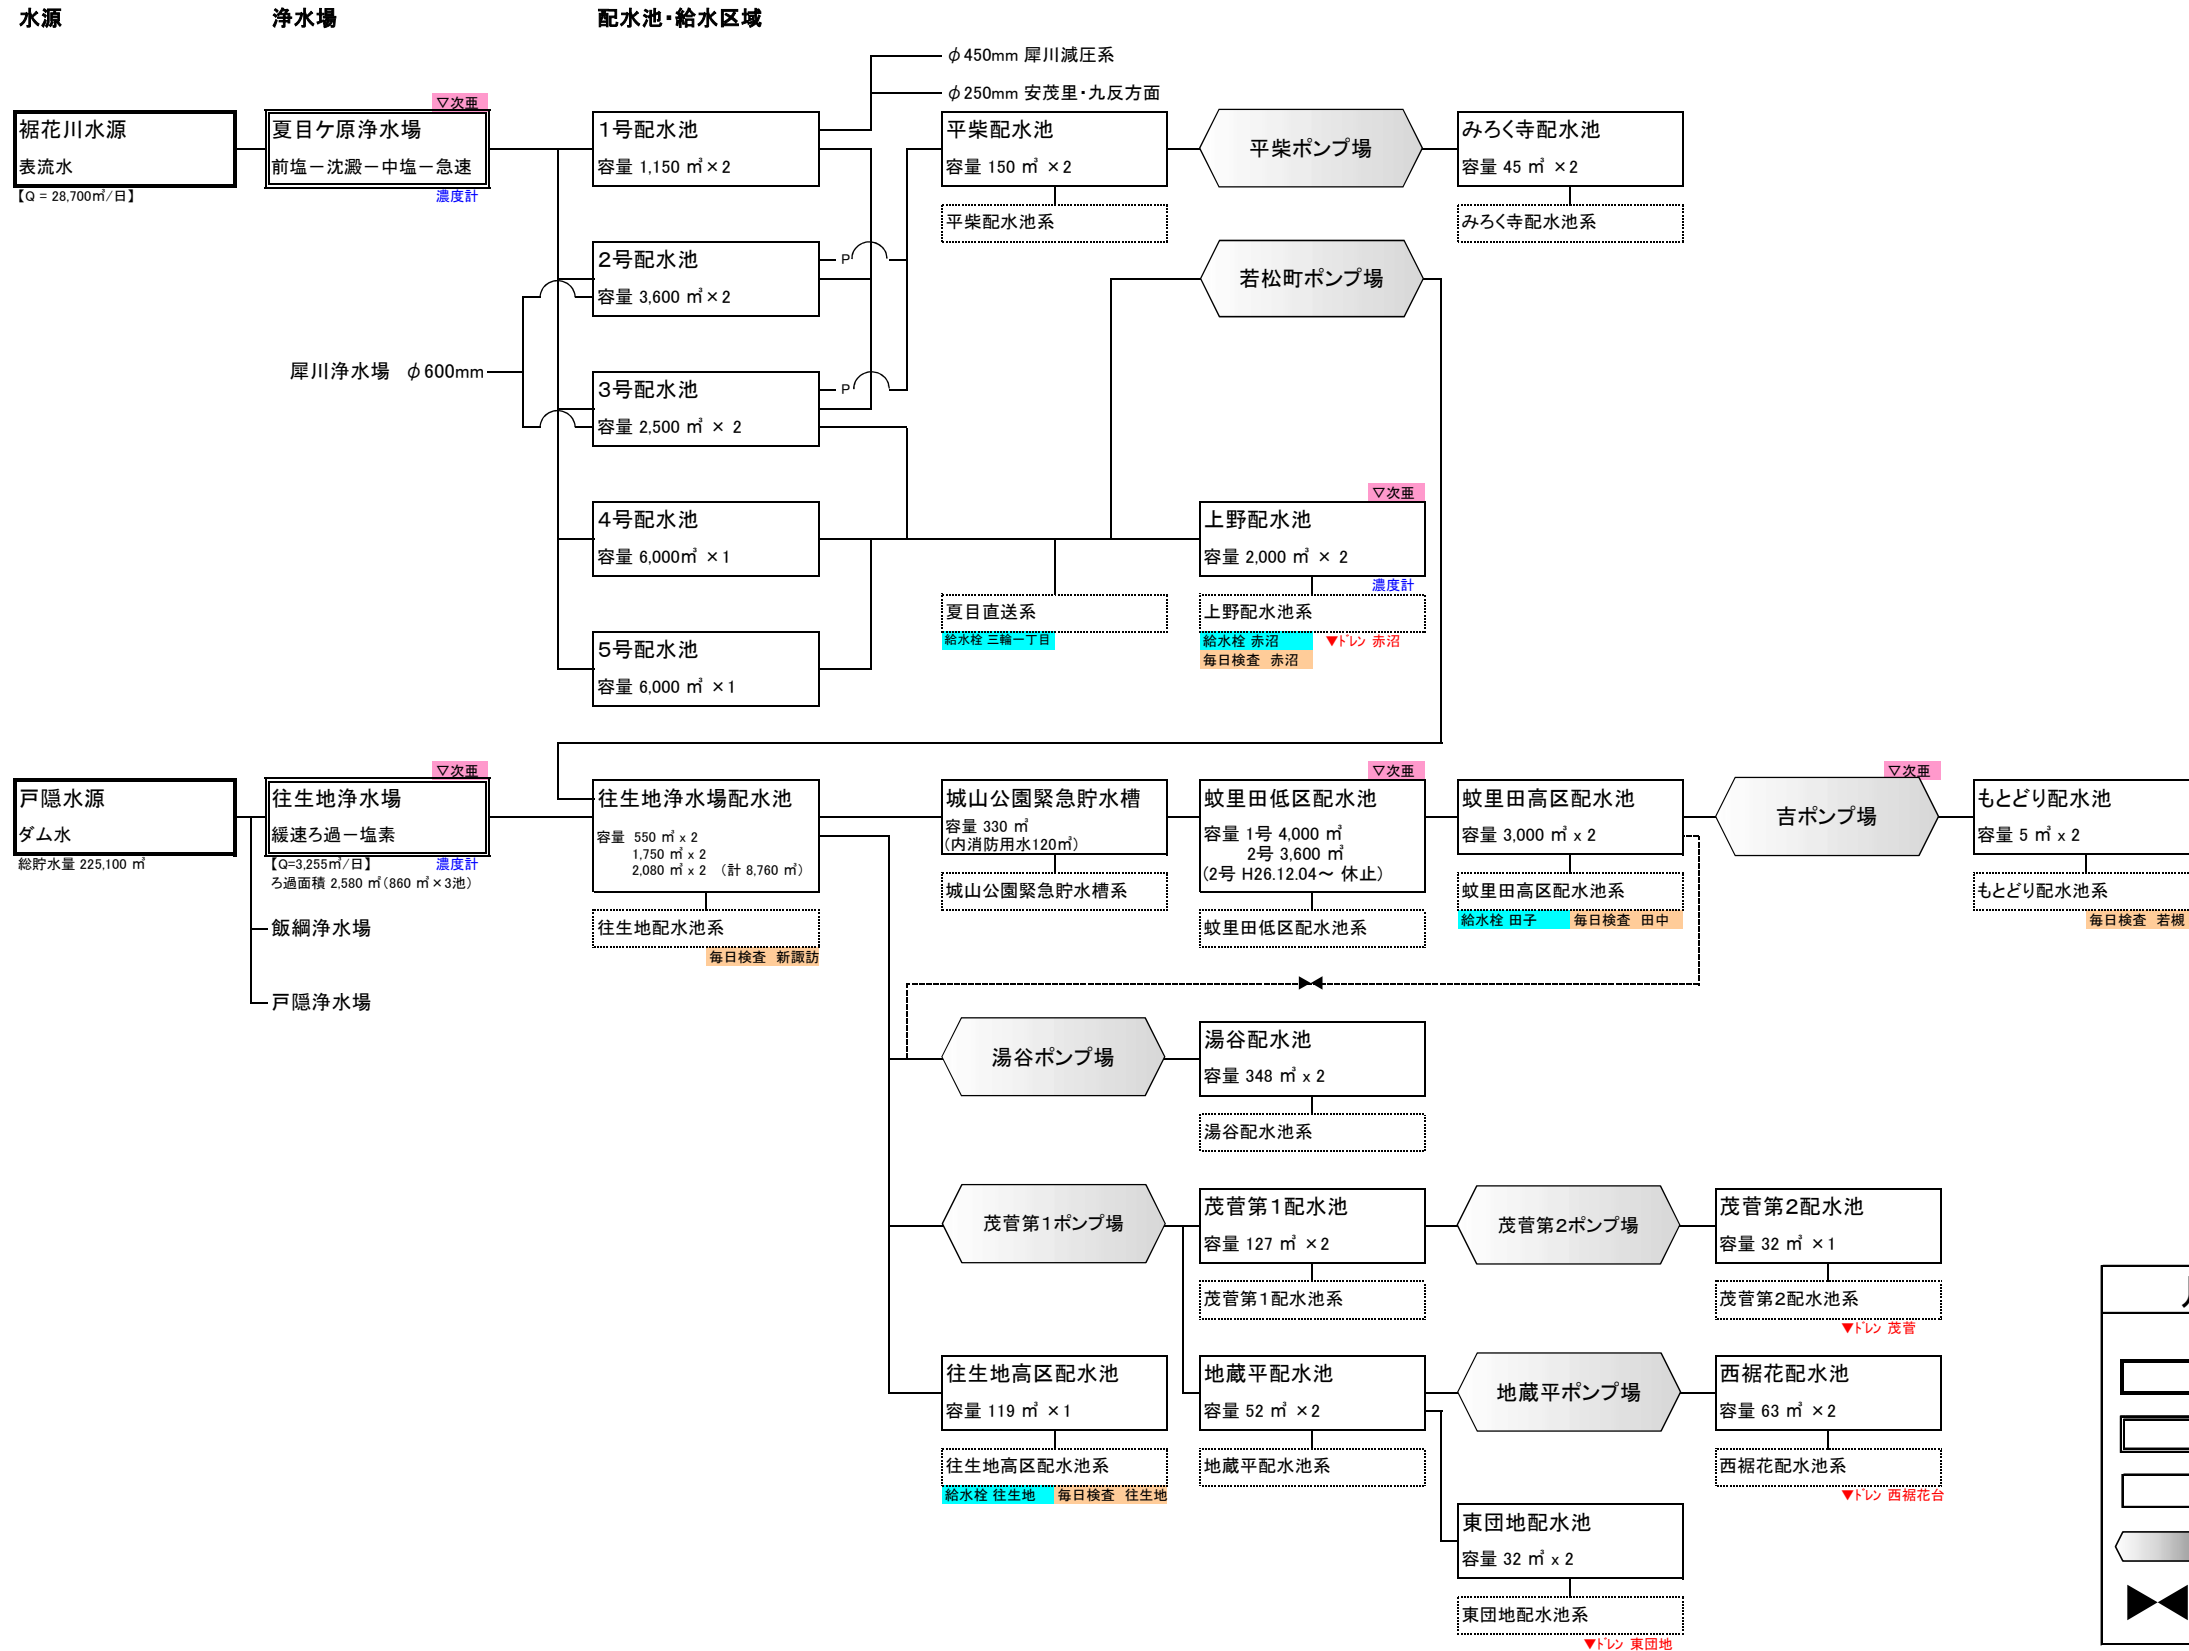 水源
浄水場
配水池・給水区域
φ450mm 犀川減圧系
φ250mm 安茂里・九反方面
▽次亜
裾花川水源
表流水
【Q = 28,700㎥/日】
夏目ケ原浄水場
前塩－沈澱－中塩－急速
濃度計
1号配水池
容量 1,150 ㎥×2
平柴配水池
容量 150 ㎥ ×2
平柴配水池系
平柴ポンプ場
みろく寺配水池
容量 45 ㎥ ×2
みろく寺配水池系
2号配水池
容量 3,600 ㎥×2
P
若松町ポンプ場
犀川浄水場 φ600mm
3号配水池
容量 2,500 ㎥ × 2
P
4号配水池
容量 6,000㎥ ×1
▽次亜
上野配水池
容量 2,000 ㎥ × 2
濃度計
夏目直送系
給水栓 三輪一丁目
上野配水池系
給水栓 赤沼
▼ドレン 赤沼
毎日検査 赤沼
5号配水池
容量 6,000 ㎥ ×1
戸隠水源
ダム水
総貯水量 225,100 ㎥
▽次亜
往生地浄水場
緩速ろ過－塩素
【Q=3,255㎥/日】
濃度計
ろ過面積 2,580 ㎡（860 ㎡×3池）
飯綱浄水場
戸隠浄水場
往生地浄水場配水池
容量 550 ㎥ x 2
1,750 ㎥ x 2
2,080 ㎥ x 2 （計 8,760 ㎥）
往生地配水池系
毎日検査 新諏訪
城山公園緊急貯水槽
容量 330 ㎥
（内消防用水120㎥）
城山公園緊急貯水槽系
▽次亜
蚊里田低区配水池
容量 1号 4,000 ㎥
2号 3,600 ㎥
（2号 H26.12.04～ 休止）
蚊里田低区配水池系
蚊里田高区配水池
容量 3,000 ㎥ x 2
蚊里田高区配水池系
給水栓 田子
毎日検査 田中
▽次亜
吉ポンプ場
もとどり配水池
容量 5 ㎥ x 2
もとどり配水池系
毎日検査 若槻
湯谷ポンプ場
湯谷配水池
容量 348 ㎥ x 2
湯谷配水池系
茂菅第1ポンプ場
茂菅第1配水池
容量 127 ㎥ ×2
茂菅第1配水池系
茂菅第2ポンプ場
茂菅第2配水池
容量 32 ㎥ ×1
茂菅第2配水池系
▼ドレン 茂菅
往生地高区配水池
容量 119 ㎥ ×1
往生地高区配水池系
給水栓 往生地
毎日検査 往生地
地蔵平配水池
容量 52 ㎥ ×2
地蔵平配水池系
地蔵平ポンプ場
西裾花配水池
容量 63 ㎥ ×2
西裾花配水池系
▼ドレン 西裾花台
東団地配水池
容量 32 ㎥ x 2
東団地配水池系
▼ドレン 東団地